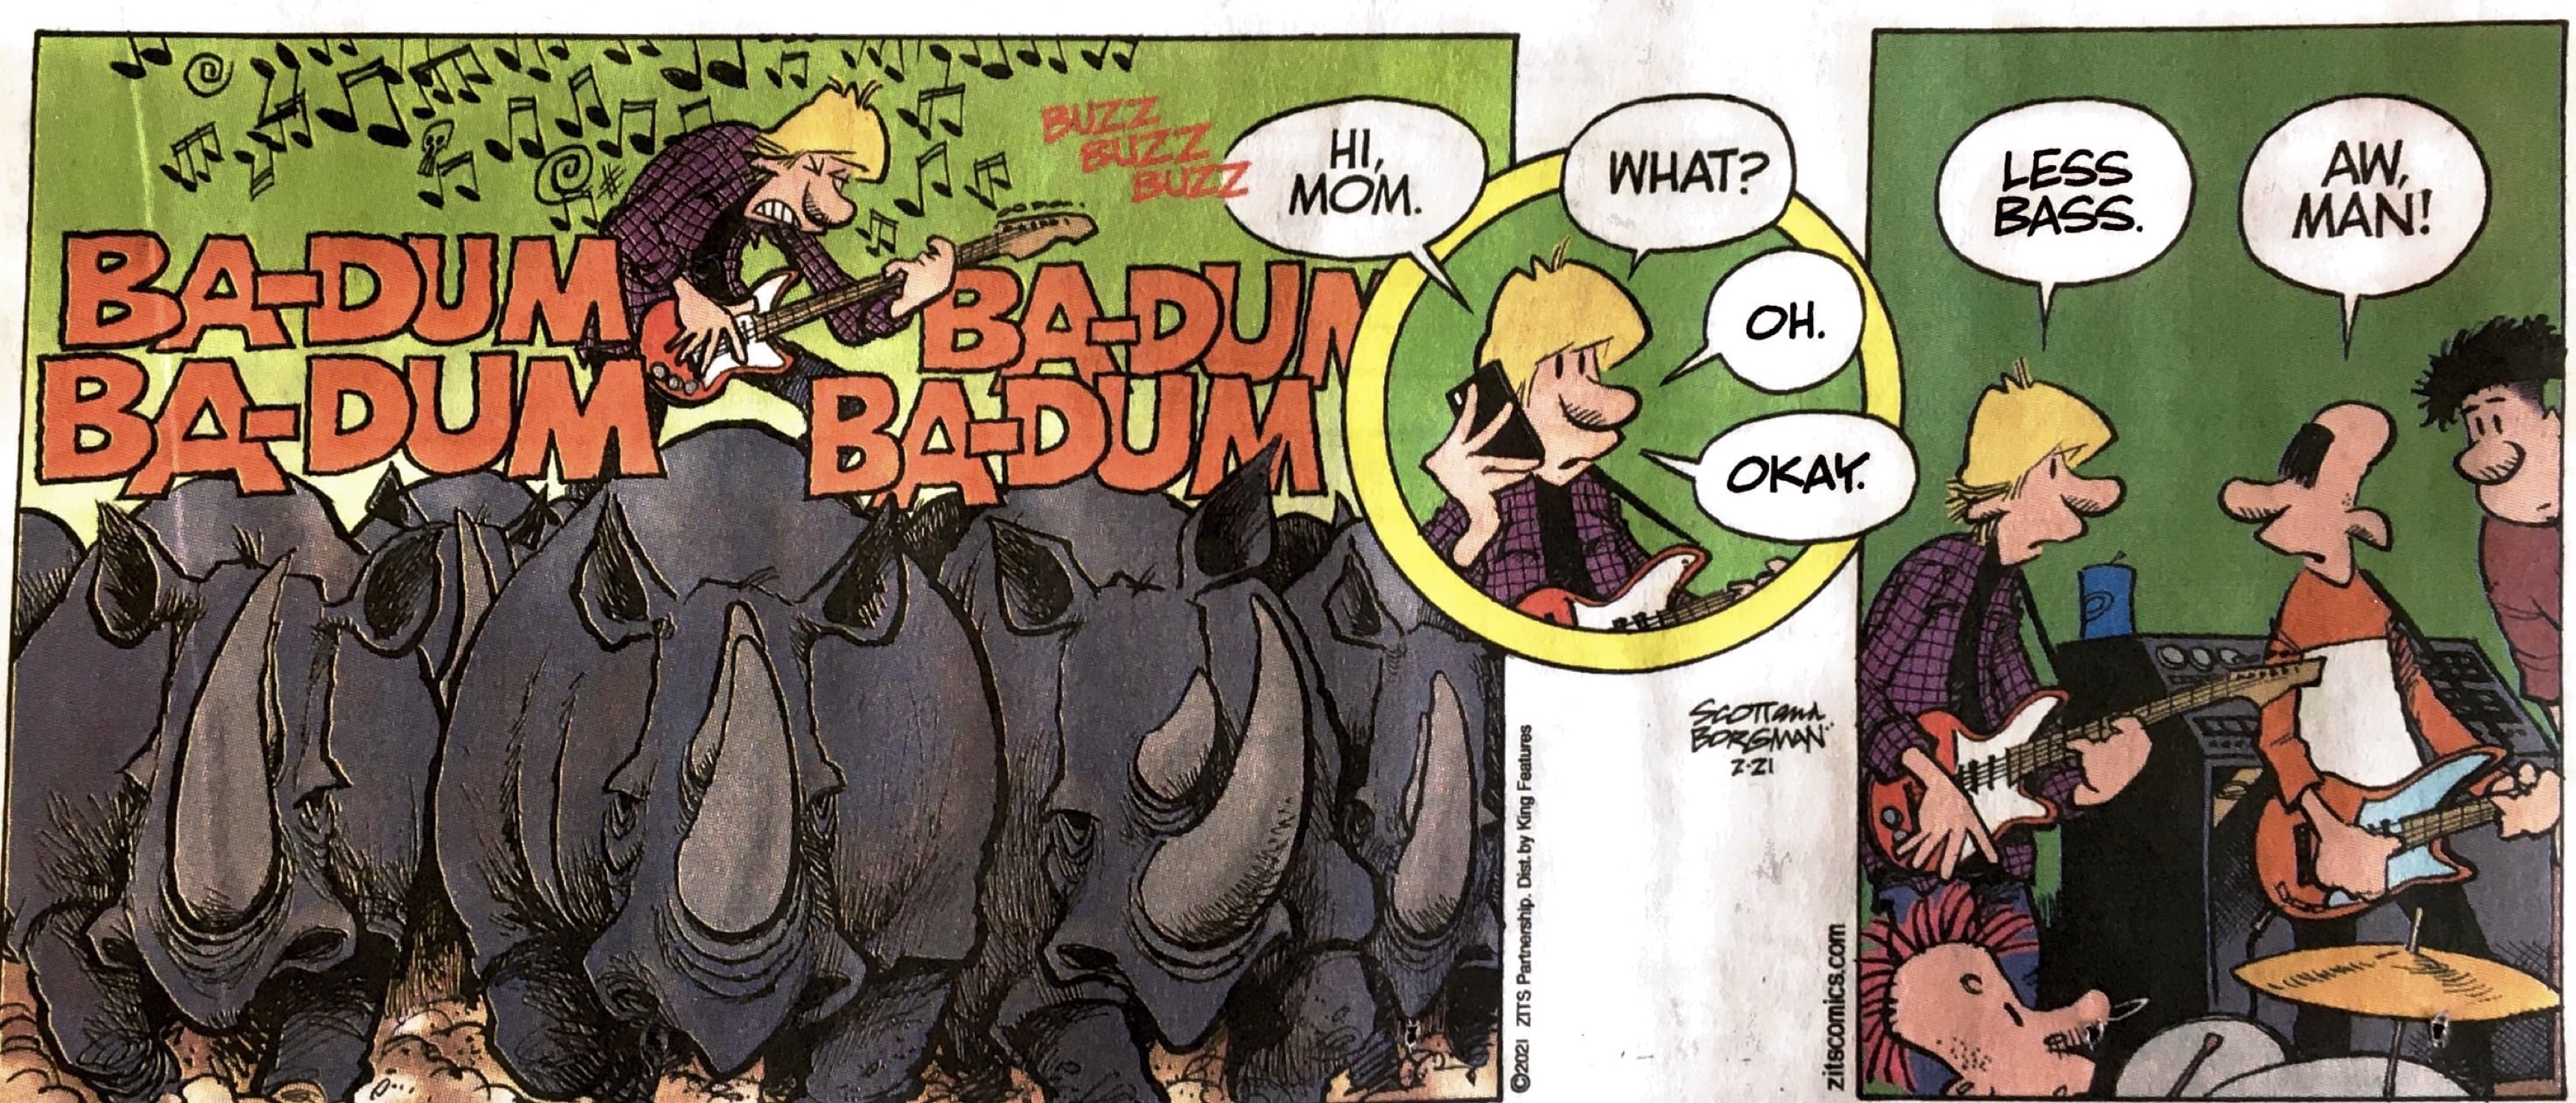 BA-DUM
BA-DUM
BA-DUM
BA-DUM
BUZZ
BUZZ
BUZZ
HI,
MOM.
WHAT?
OH.
OKAY.
©2021 ZITS Partnership. Dist. by King Features
SCOTT and
BORGMAN
2-21
zitscomics.com
LESS
BASS.
AW,
MAN!